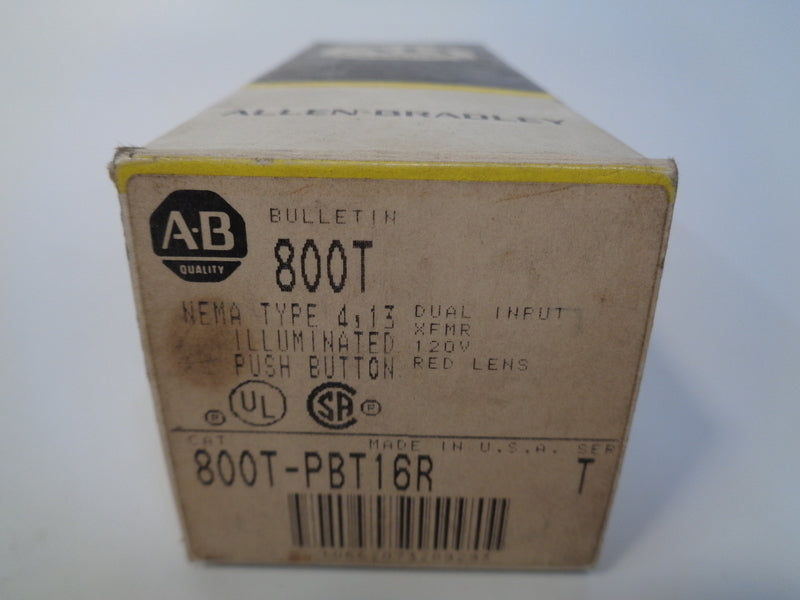 ALLEN-BRADLEY
A-B
QUALITY
BULLETIN
800T
NEMA TYPE 4,13
ILLUMINATED
PUSH BUTTON
DUAL INPUT
XFMR
120V
RED LENS
® UL SA ®
CAT MADE IN U.S.A. SER
800T-PBT16R T